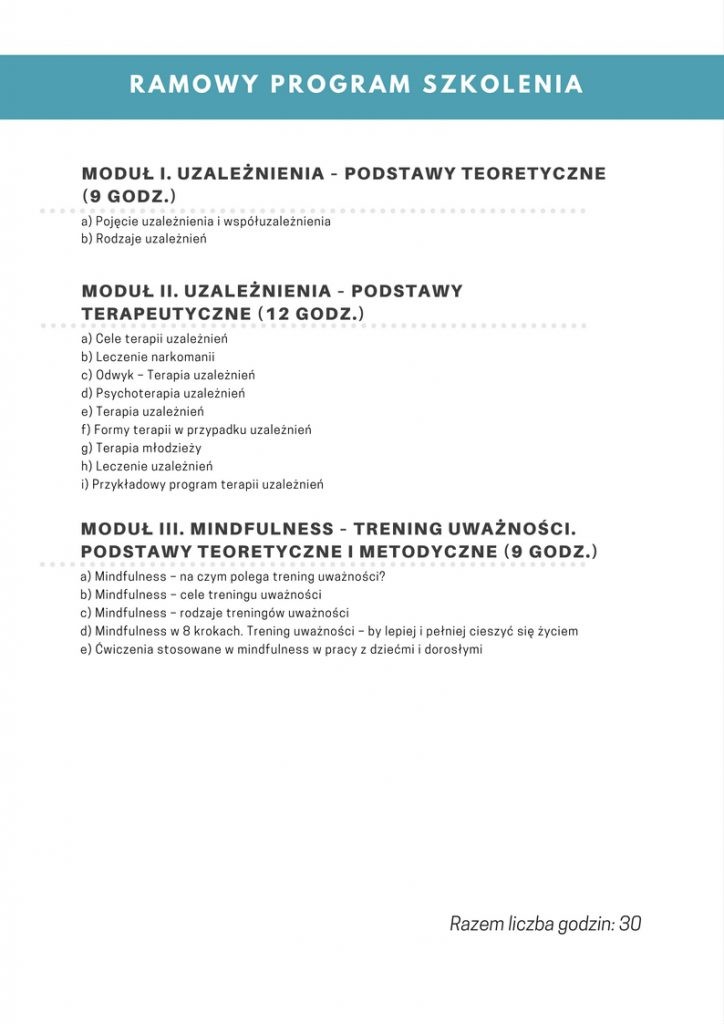 RAMOWY PROGRAM SZKOLENIA
MODUŁ I. UZALEŻNIENIA - PODSTAWY TEORETYCZNE
(9 GODZ.)
a) Pojęcie uzależnienia i współuzależnienia
b) Rodzaje uzależnień
MODUŁ II. UZALEŻNIENIA - PODSTAWY
TERAPEUTYCZNE (12 GODZ.)
a) Cele terapii uzależnień
b) Leczenie narkomanii
c) Odwyk – Terapia uzależnień
d) Psychoterapia uzależnień
e) Terapia uzależnień
f) Formy terapii w przypadku uzależnień
g) Terapia młodzieży
h) Leczenie uzależnień
i) Przykładowy program terapii uzależnień
MODUŁ III. MINDFULNESS - TRENING UWAŻNOŚCI.
PODSTAWY TEORETYCZNE I METODYCZNE (9 GODZ.)
a) Mindfulness – na czym polega trening uważności?
b) Mindfulness – cele treningu uważności
c) Mindfulness – rodzaje treningów uważności
d) Mindfulness w 8 krokach. Trening uważności – by lepiej i pełniej cieszyć się życiem
e) Ćwiczenia stosowane w mindfulness w pracy z dziećmi i dorosłymi
Razem liczba godzin: 30